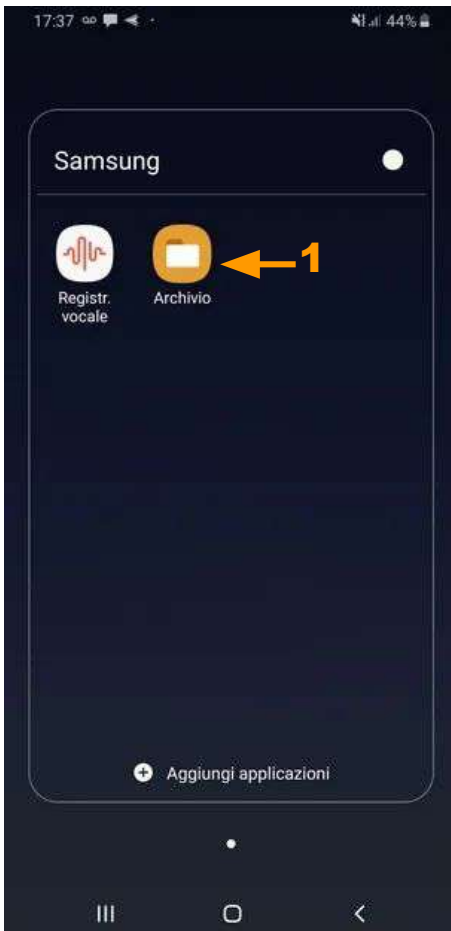 17:37
44%
Samsung
1
Registr.
vocale
Archivio
Aggiungi applicazioni